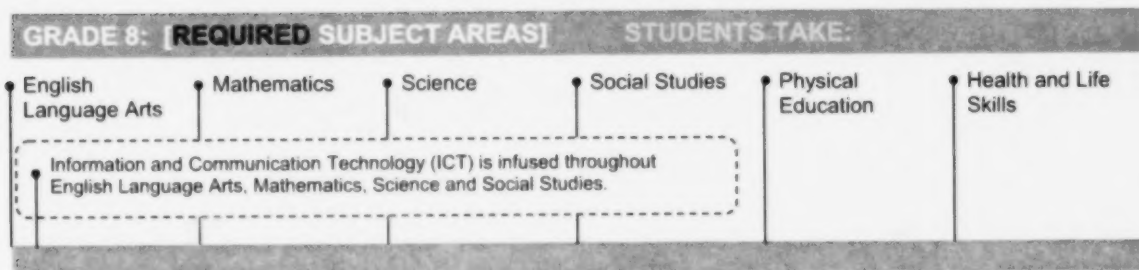 GRADE 8: [REQUIRED SUBJECT AREAS] STUDENTS TAKE:
English
Language Arts
Mathematics
Science
Social Studies
Physical
Education
Health and Life
Skills
Information and Communication Technology (ICT) is infused throughout
English Language Arts, Mathematics, Science and Social Studies.